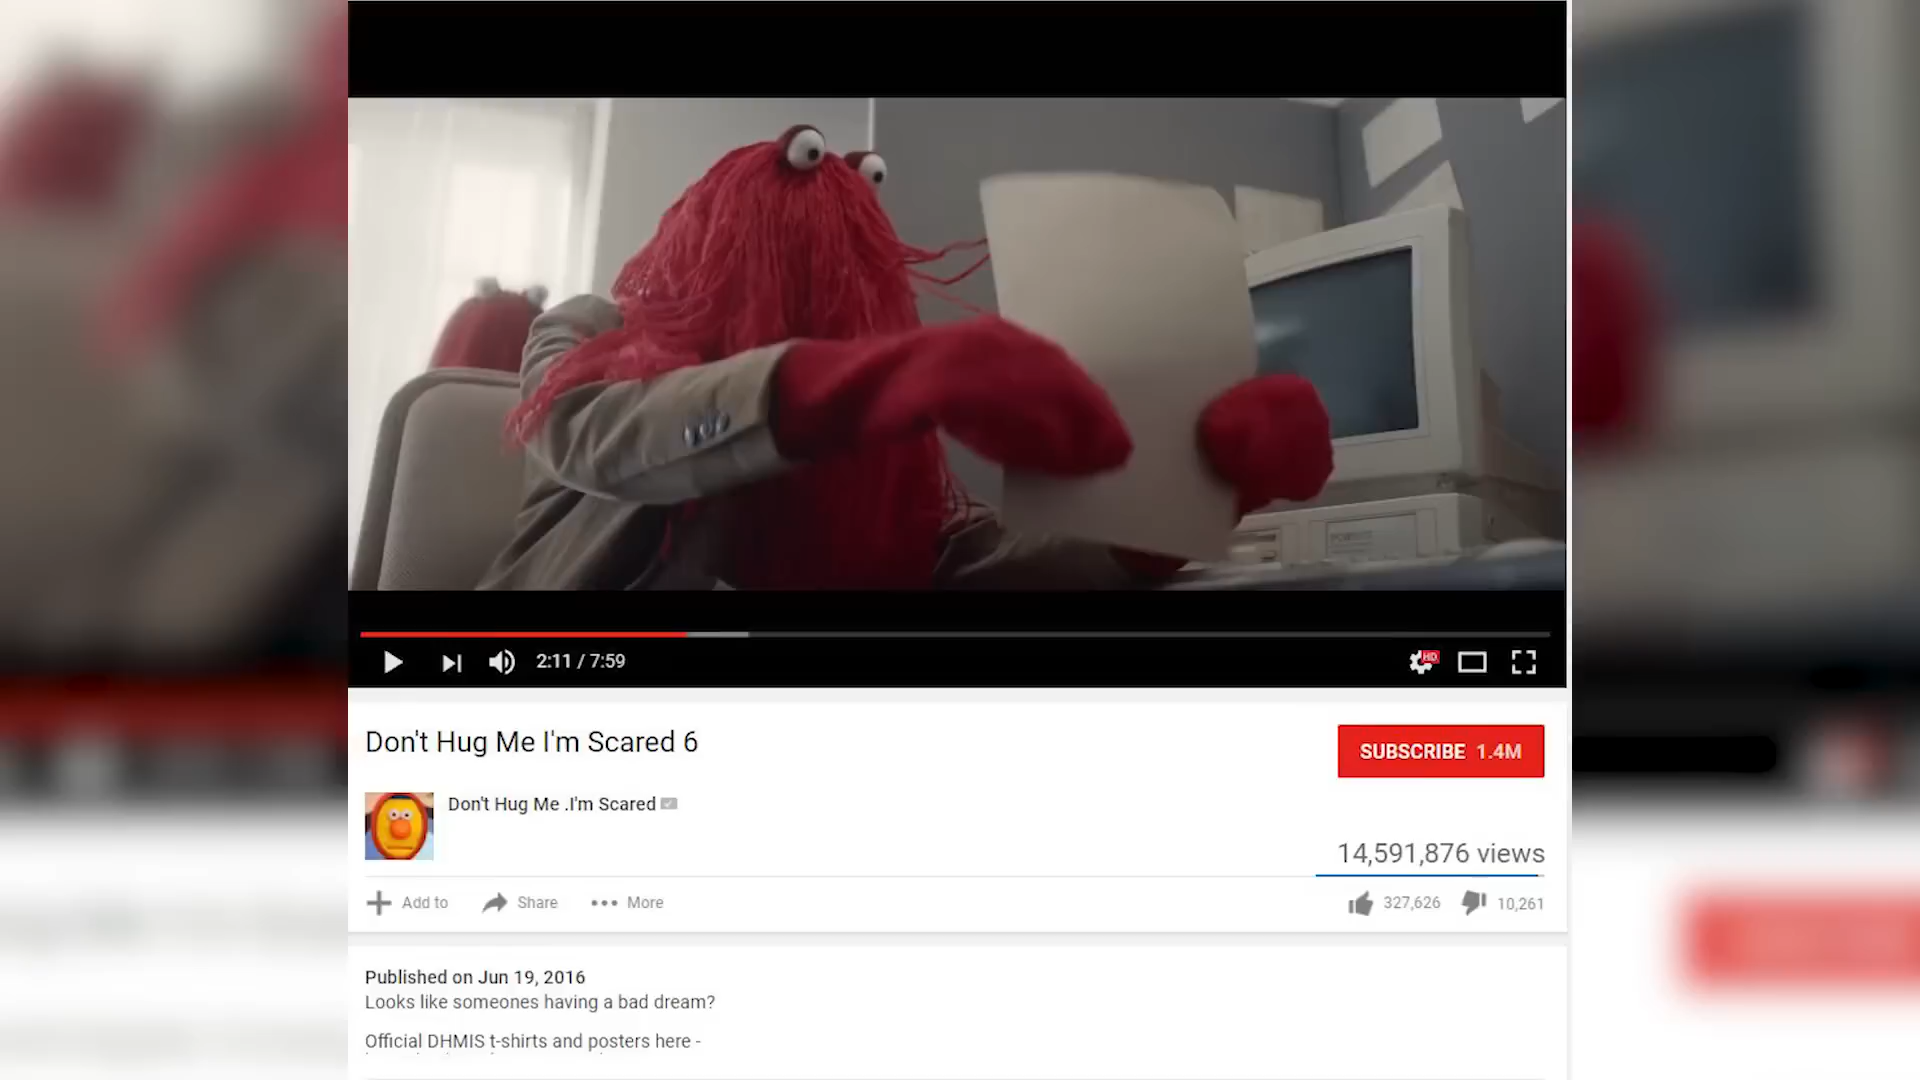 2:11 / 7:59
HD
Don't Hug Me I'm Scared 6
SUBSCRIBE 1.4M
Don't Hug Me .I'm Scared
14,591,876 views
Add to
Share
More
327,626
10,261
Published on Jun 19, 2016
Looks like someones having a bad dream?
Official DHMIS t-shirts and posters here -